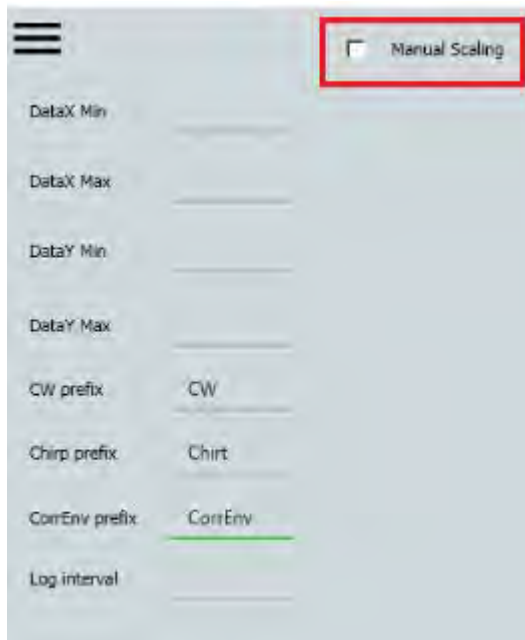 Manual Scaling
DataX Min
DataX Max
DataY Min
DataY Max
CW prefix CW
Chirp prefix Chirt
CorrEnv prefix CorrEnv
Log interval